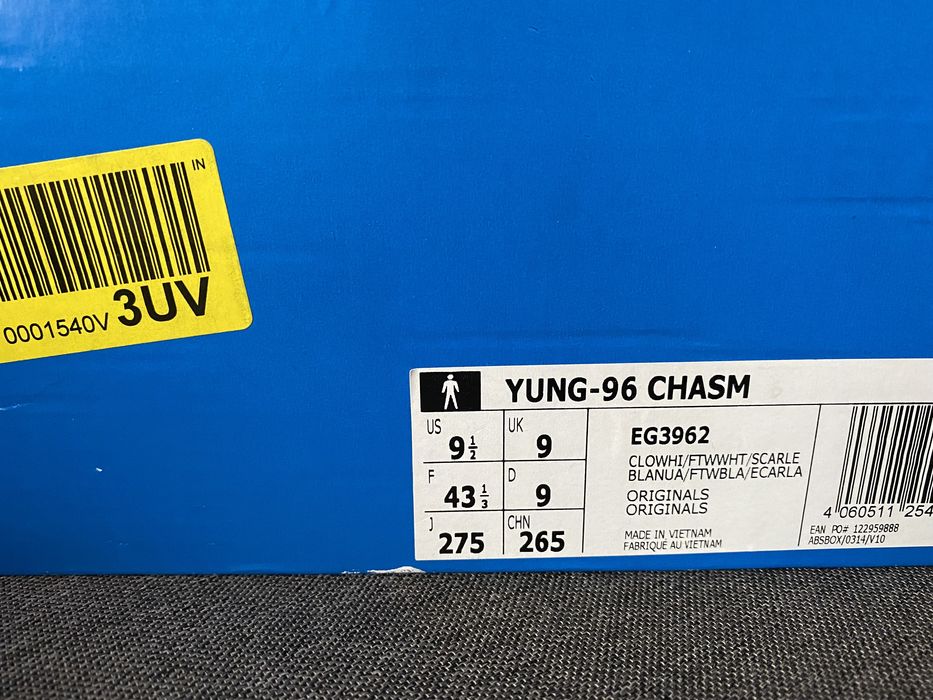 IN
0001540V 3UV
YUNG-96 CHASM
US 9 1/2 UK 9
F 43 1/3 D 9
J 275 CHN 265
EG3962
CLOWHI/FTWWHT/SCARLE
BLANUA/FTWBLA/ECARLA
ORIGINALS
ORIGINALS
MADE IN VIETNAM
FABRIQUÉ AU VIETNAM
4 060511 254
EAN PO# 122959888
ABSBOX/0314/V10